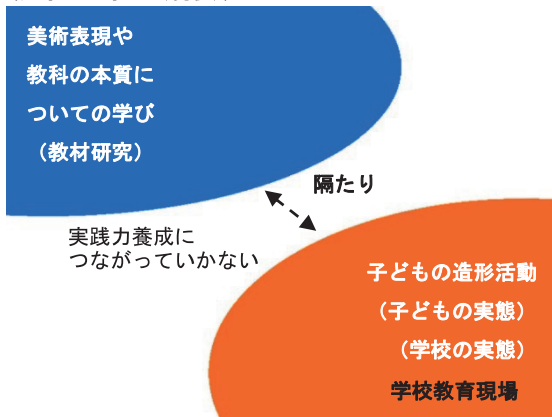 美術表現や
教科の本質に
ついての学び
（教材研究）
隔たり
実践力養成に
つながっていかない
子どもの造形活動
（子どもの実態）
（学校の実態）
学校教育現場